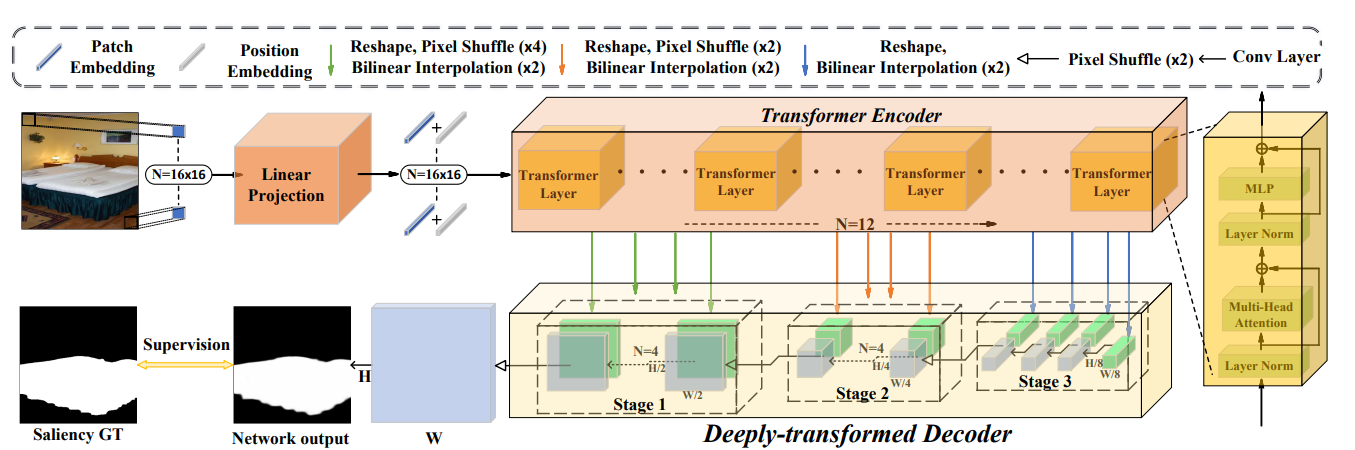 Patch
Embedding
Position
Embedding
Reshape, Pixel Shuffle (x4)
Bilinear Interpolation (x2)
Reshape, Pixel Shuffle (x2)
Bilinear Interpolation (x2)
Reshape,
Bilinear Interpolation (x2)
Pixel Shuffle (x2)
Conv Layer
N=16x16
Linear
Projection
N=16x16
Transformer Encoder
Transformer
Layer
Transformer
Layer
Transformer
Layer
Transformer
Layer
N=12
MLP
Layer Norm
Multi-Head
Attention
Layer Norm
Supervision
Saliency GT
Network output
H
W
N=4
H/2
W/2
Stage 1
N=4
H/4
W/4
Stage 2
H/8
W/8
Stage 3
Deeply-transformed Decoder